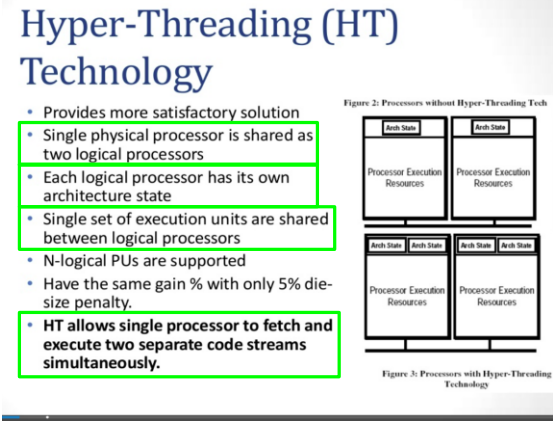 Hyper-Threading (HT)
Technology
• Provides more satisfactory solution
• Single physical processor is shared as
two logical processors
• Each logical processor has its own
architecture state
• Single set of execution units are shared
between logical processors
• N-logical PUs are supported
• Have the same gain % with only 5% die-
size penalty.
• HT allows single processor to fetch and
execute two separate code streams
simultaneously.
Figure 2: Processors without Hyper-Threading Tech
Arch State
Arch State
Processor Execution
Resources
Processor Execution
Resources
Arch State
Arch State
Arch State
Arch State
Processor Execution
Resources
Processor Execution
Resources
Figure 3: Processors with Hyper-Threading
Technology